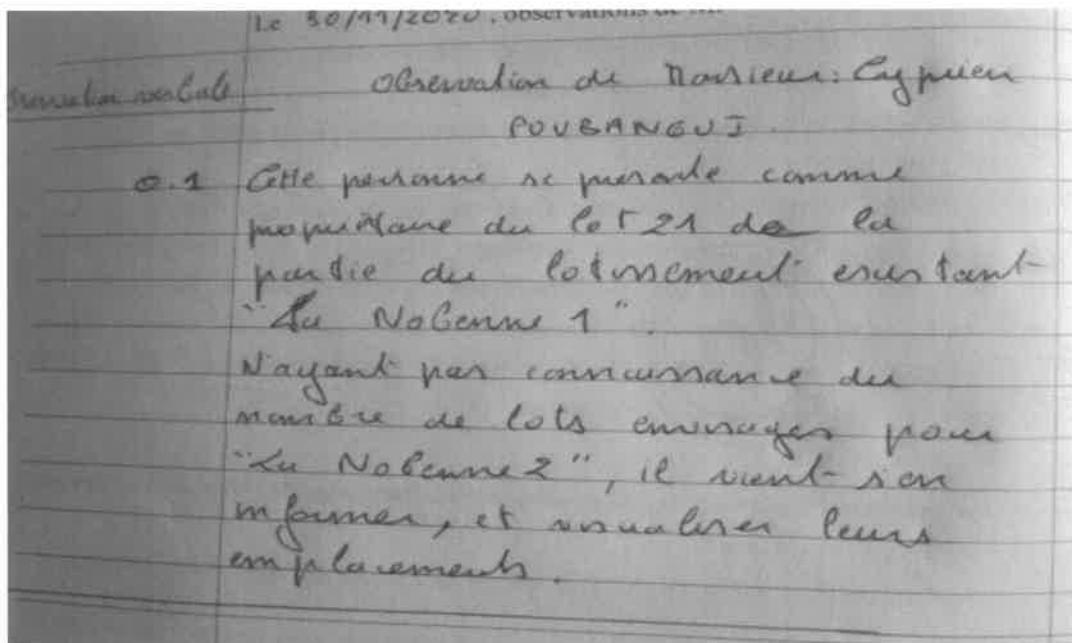 Le 30/11/2020, observations de M.
Observation verbale
Observation de Monsieur: Cyprien
POUBANGUI
O.1 Cette personne se présente comme
propriétaire du lot 21 de la
partie du lotissement existant
"La Nobenne 1".
N'ayant pas connaissance du
nombre de lots envisagés pour
"La Nobenne 2", il vient s'en
informer, et visualiser leurs
emplacements.